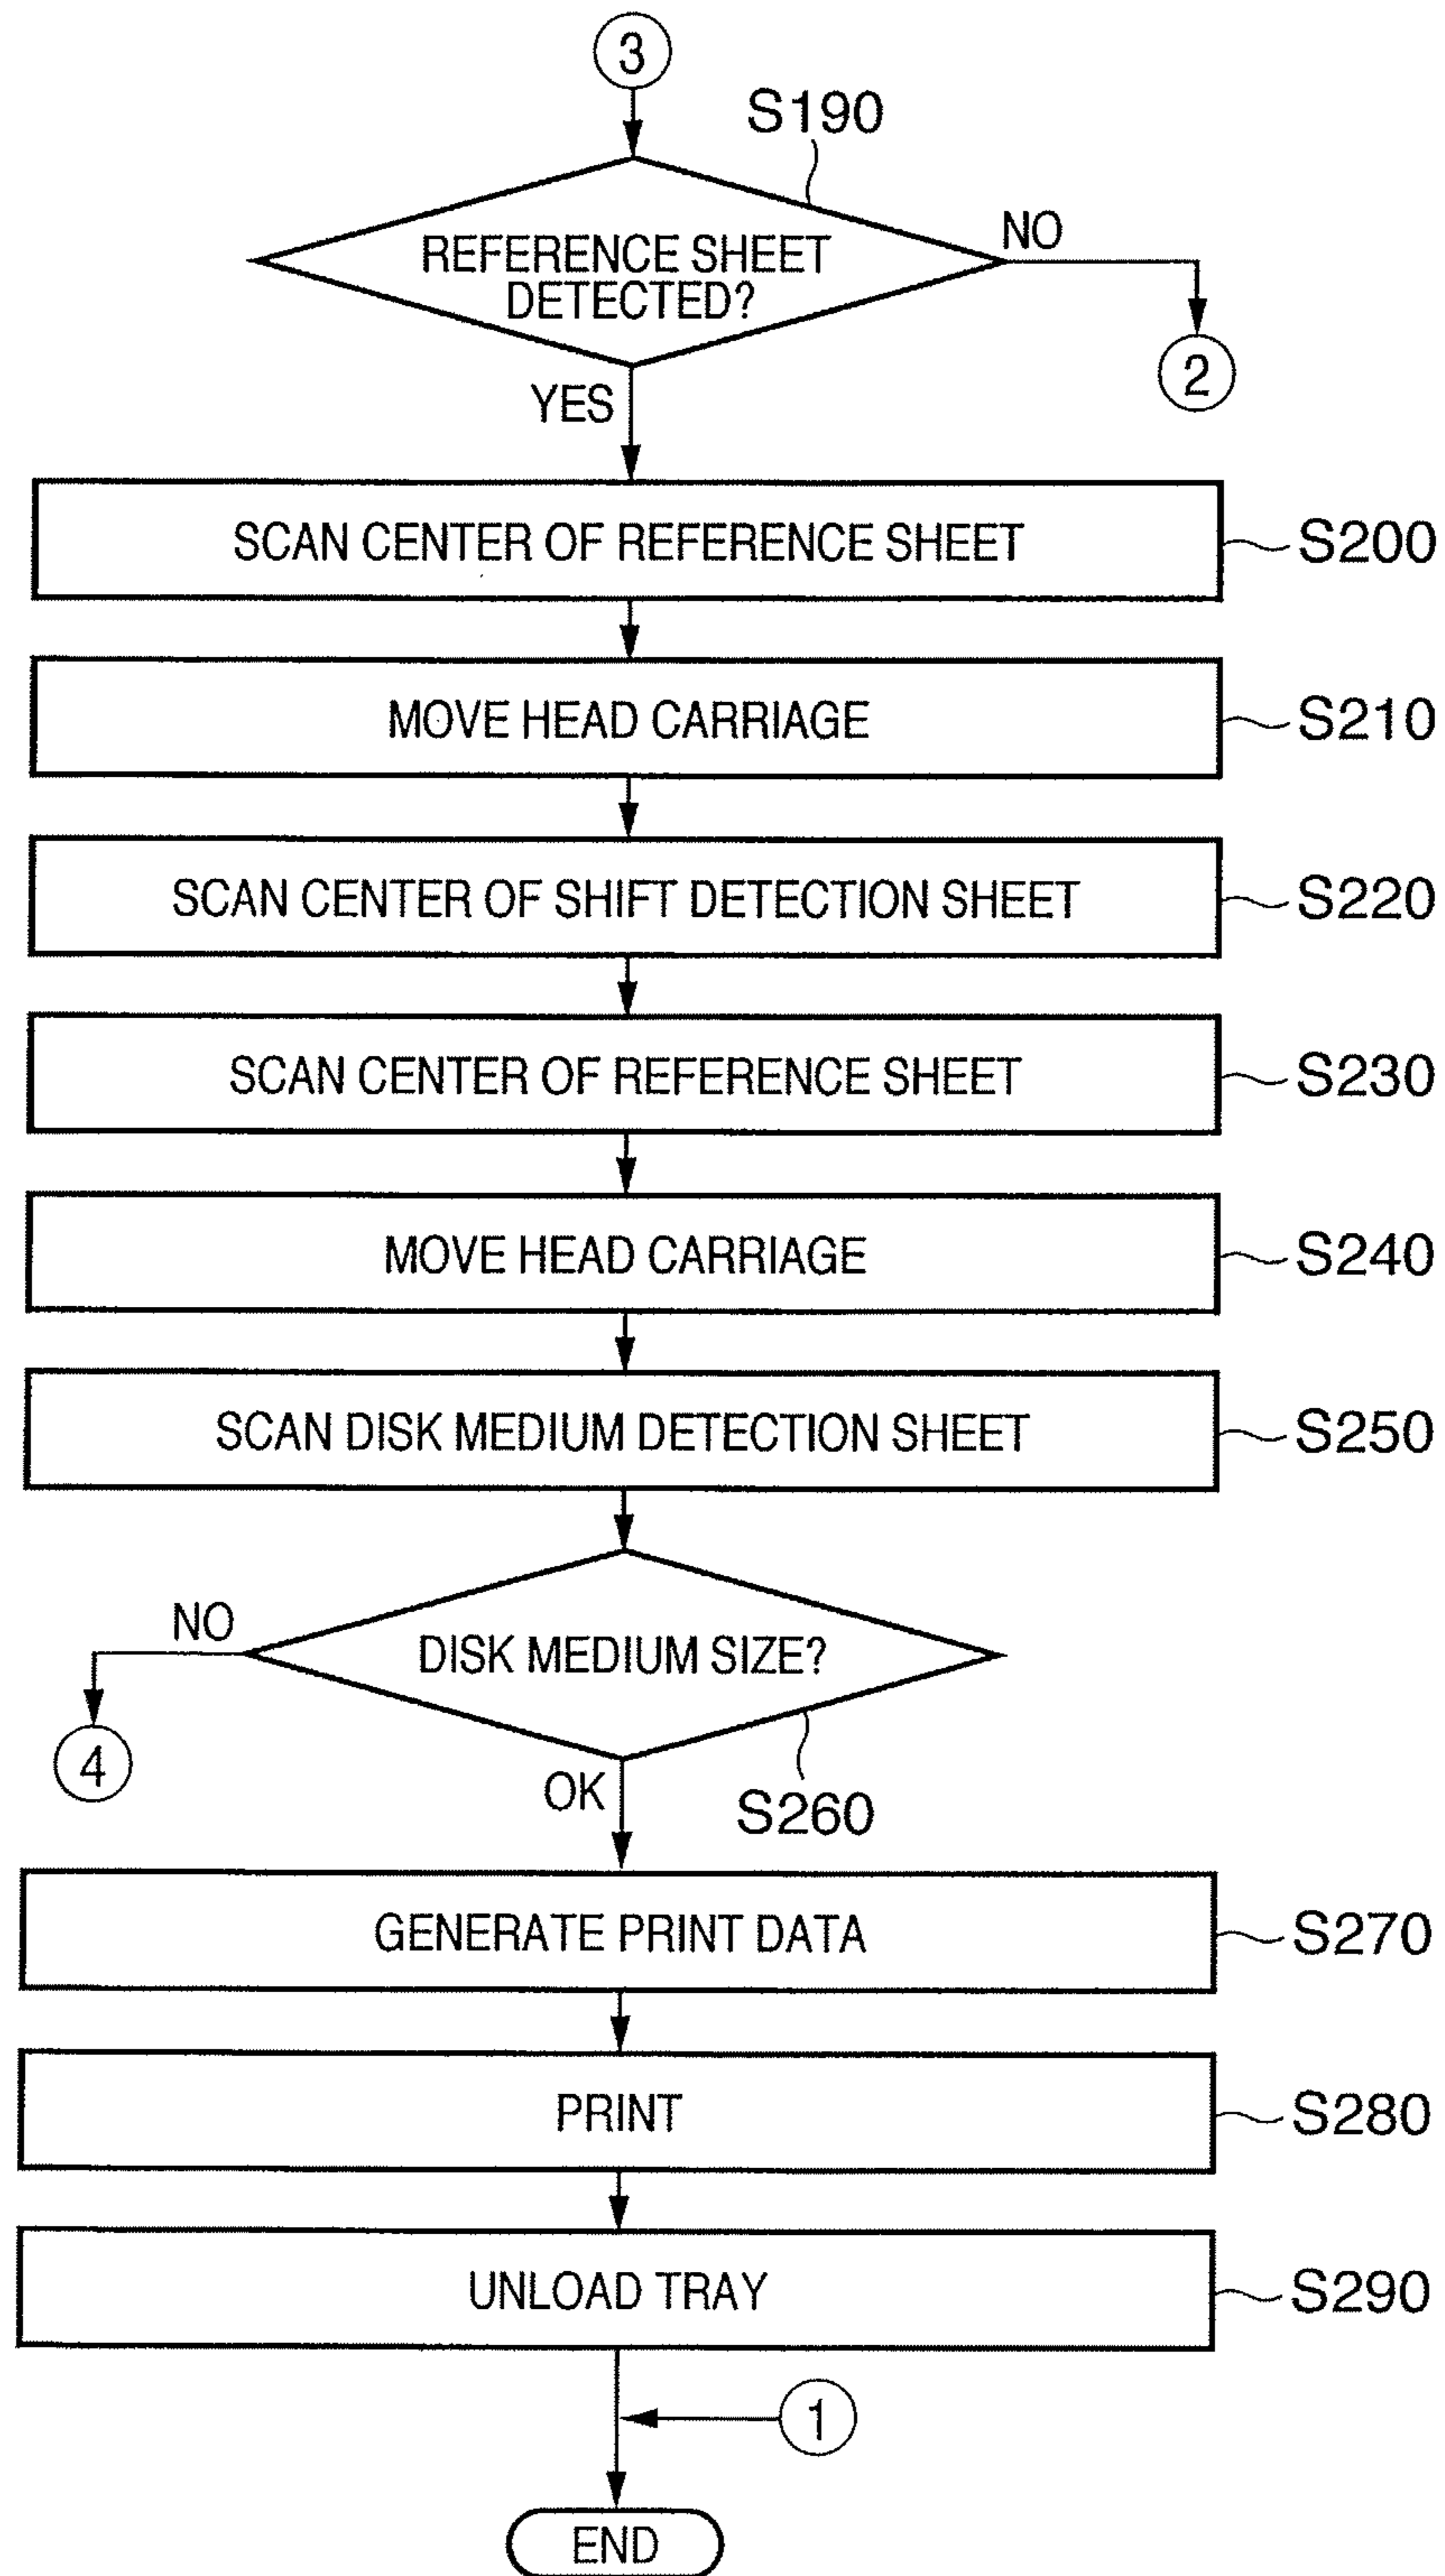 3
S190
REFERENCE SHEET
DETECTED?
NO
2
YES
SCAN CENTER OF REFERENCE SHEET
S200
MOVE HEAD CARRIAGE
S210
SCAN CENTER OF SHIFT DETECTION SHEET
S220
SCAN CENTER OF REFERENCE SHEET
S230
MOVE HEAD CARRIAGE
S240
SCAN DISK MEDIUM DETECTION SHEET
S250
NO
DISK MEDIUM SIZE?
4
OK
S260
GENERATE PRINT DATA
S270
PRINT
S280
UNLOAD TRAY
S290
1
END